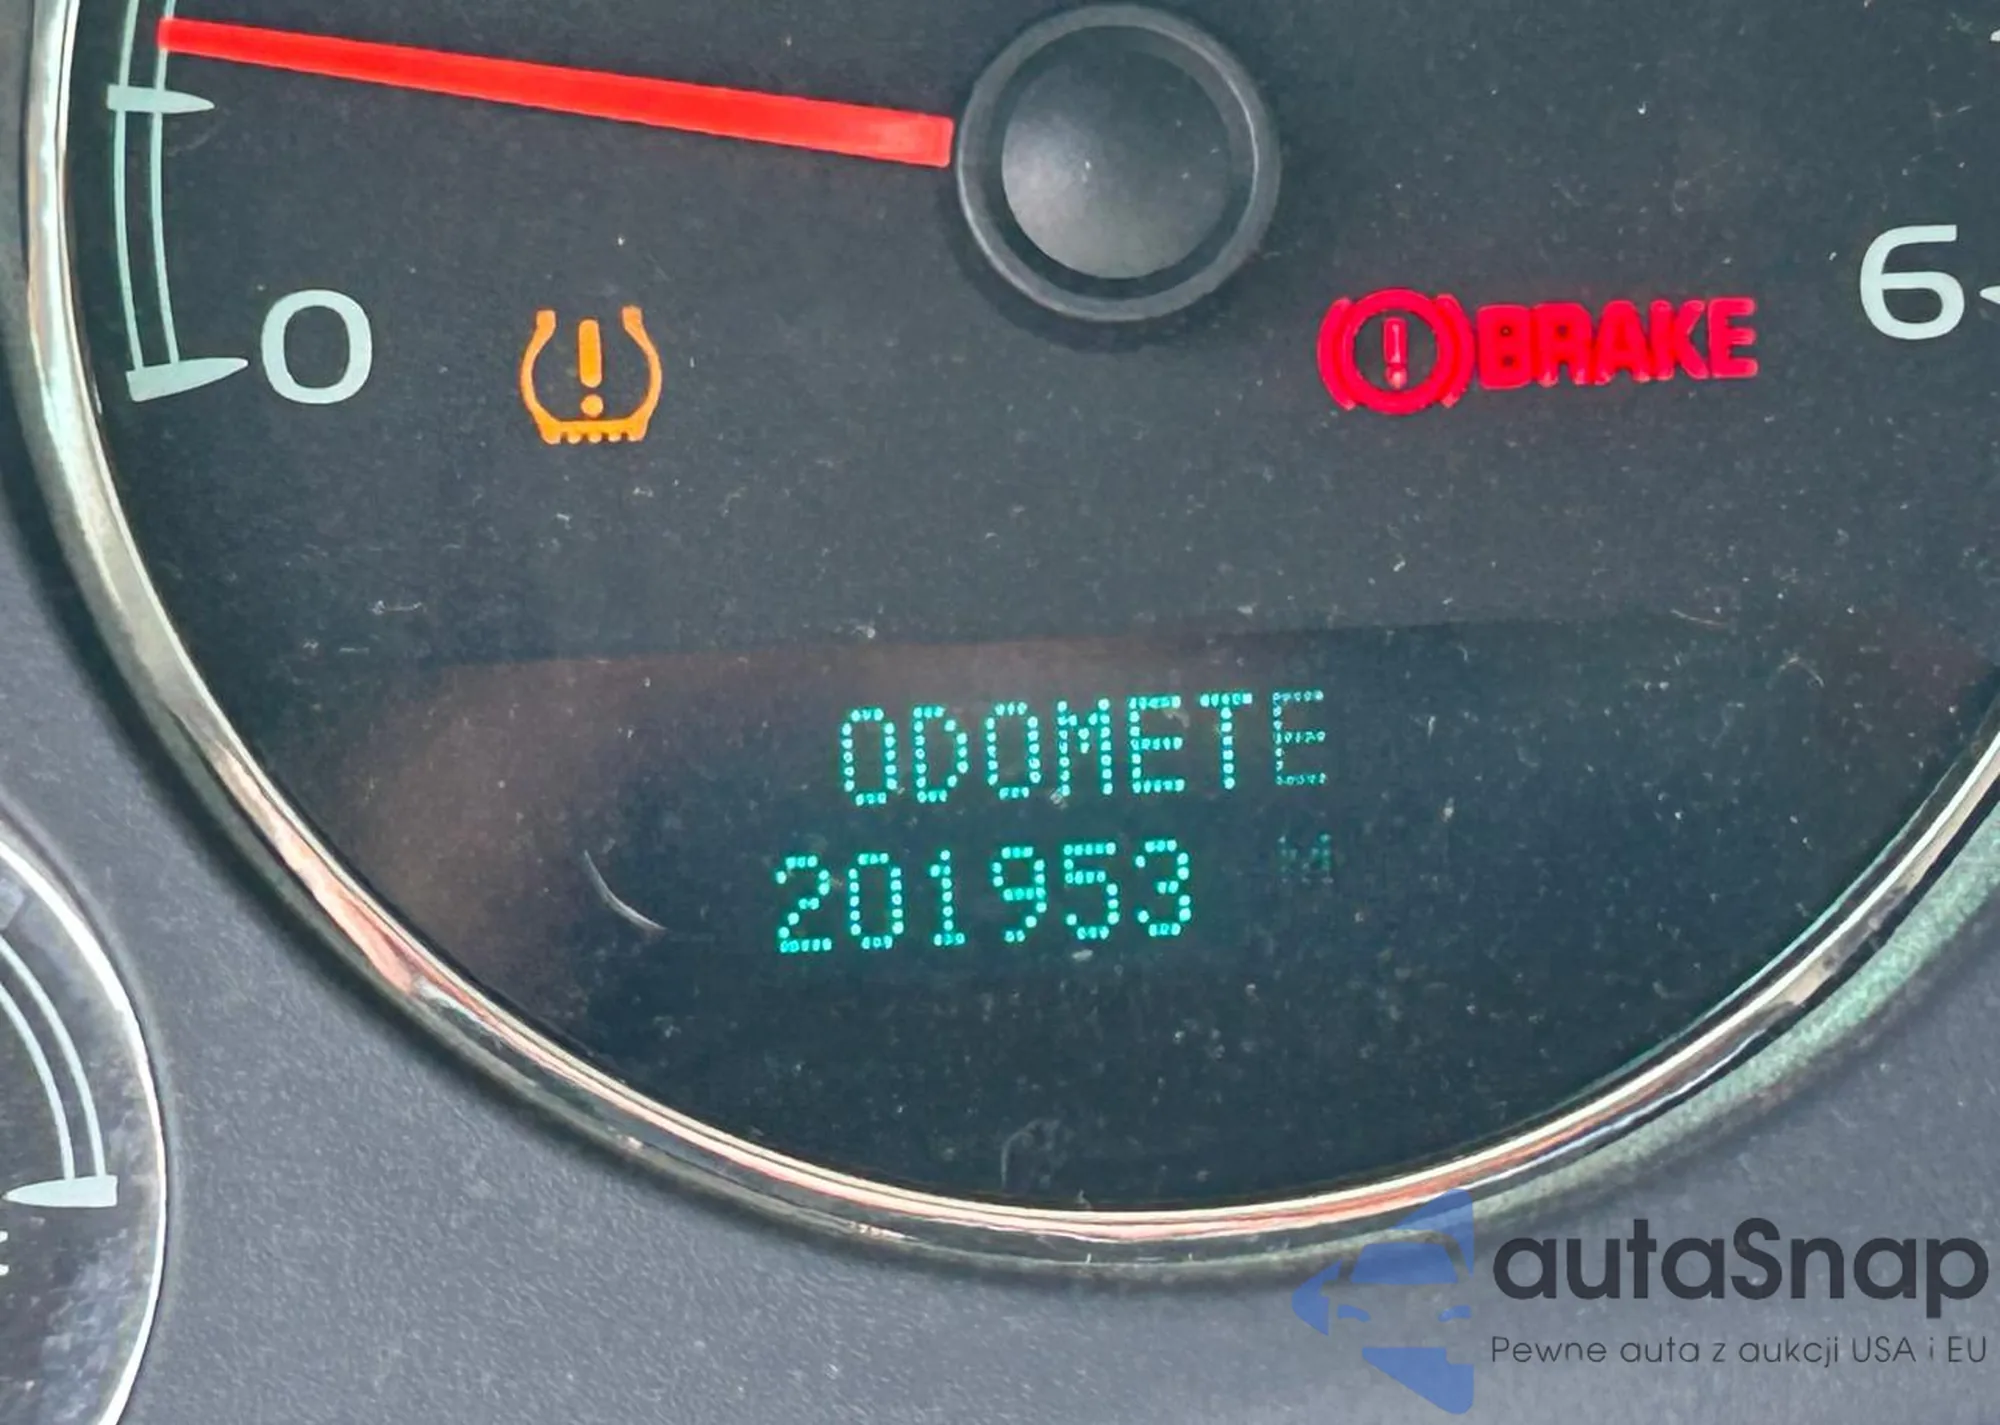 0
BRAKE
6
ODOMETE
201953
autaSnap
Pewne auta z aukcji USA i EU